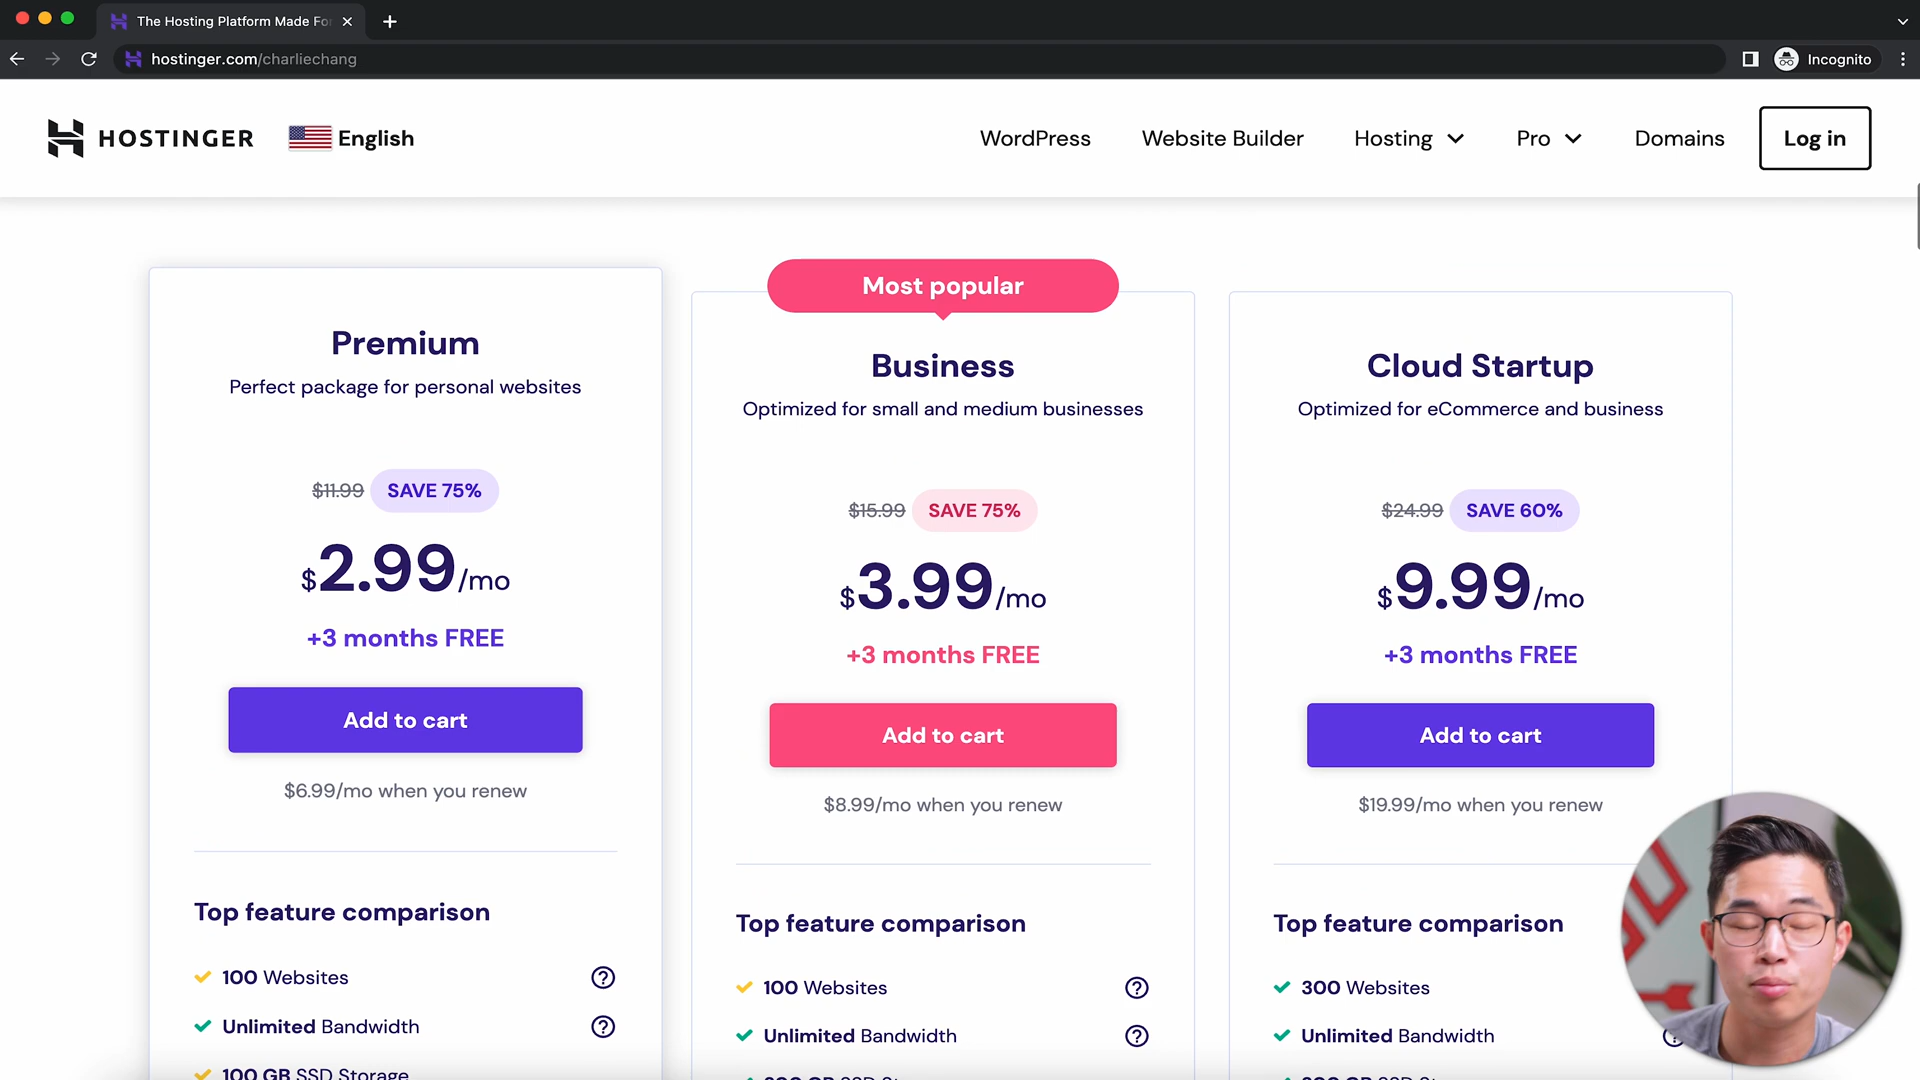 The Hosting Platform Made Fo
hostinger.com/charliechang
Incognito
HOSTINGER
English
WordPress
Website Builder
Hosting
Pro
Domains
Log in
Premium
Perfect package for personal websites
$11.99 SAVE 75%
$2.99/mo
+3 months FREE
Add to cart
$6.99/mo when you renew
Top feature comparison
100 Websites
Unlimited Bandwidth
100 GB SSD Storage
Most popular
Business
Optimized for small and medium businesses
$15.99 SAVE 75%
$3.99/mo
+3 months FREE
Add to cart
$8.99/mo when you renew
Top feature comparison
100 Websites
Unlimited Bandwidth
Cloud Startup
Optimized for eCommerce and business
$24.99 SAVE 60%
$9.99/mo
+3 months FREE
Add to cart
$19.99/mo when you renew
Top feature comparison
300 Websites
Unlimited Bandwidth